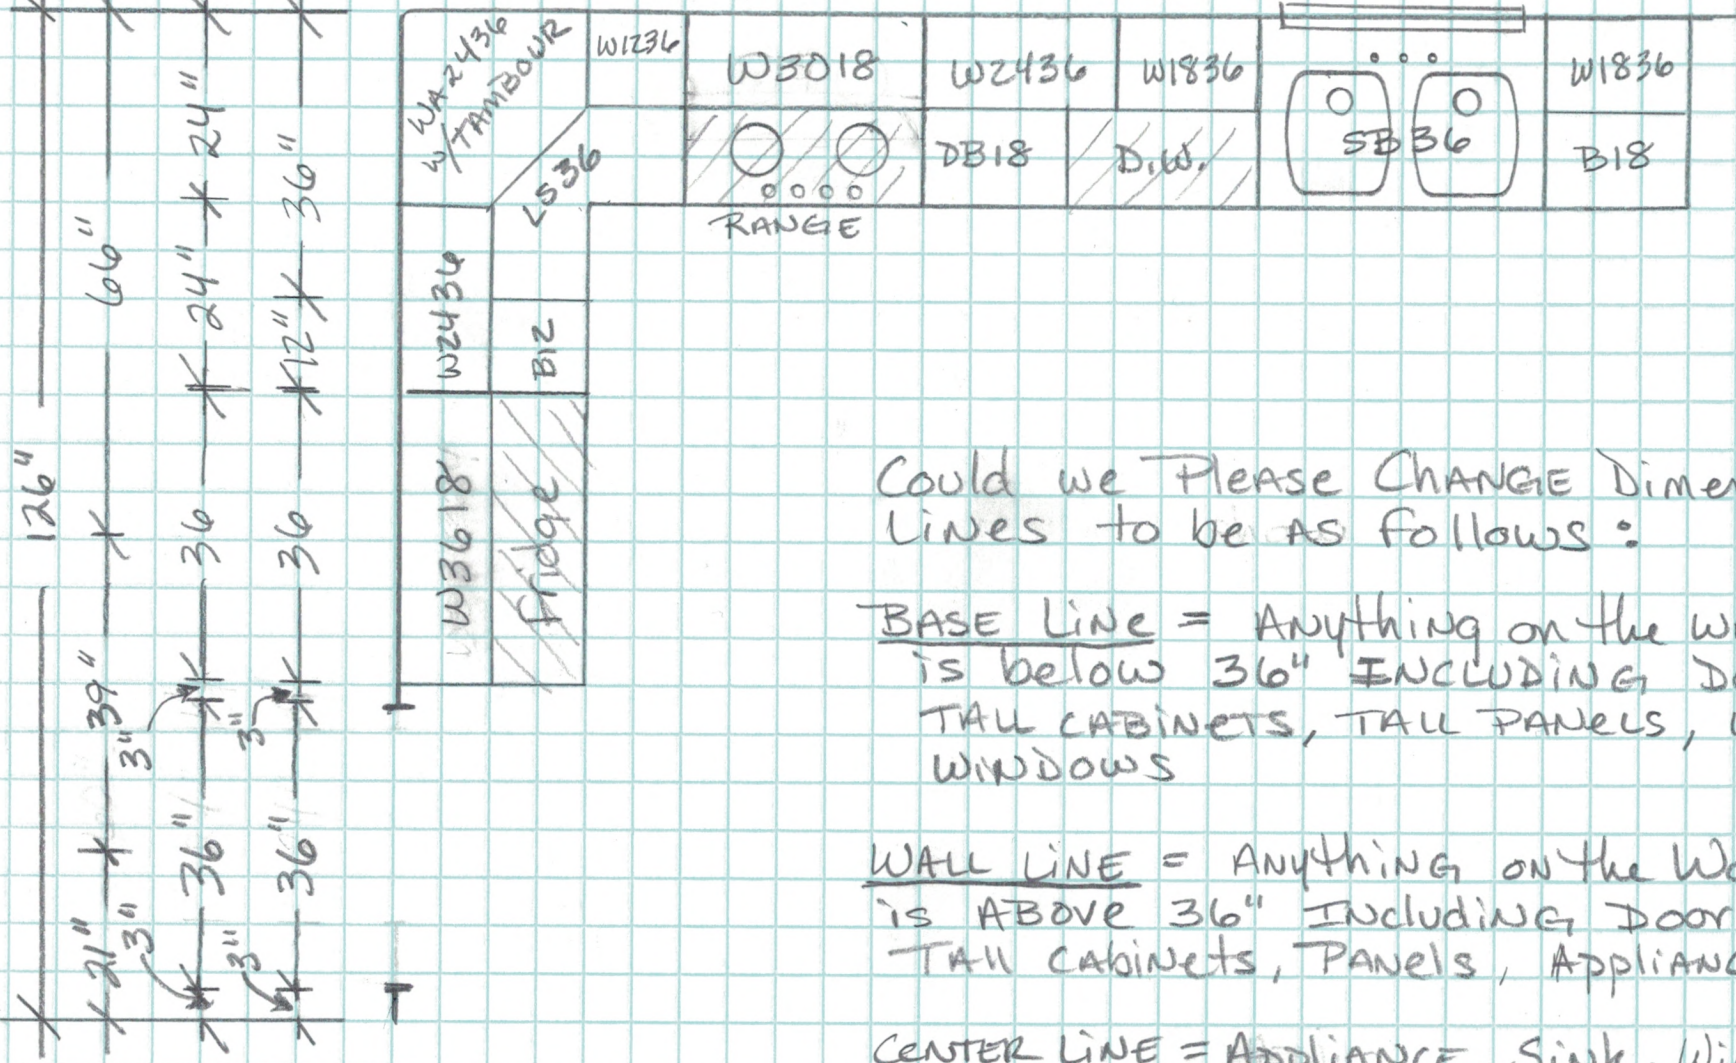 WA2436
W/TAMBOUR
W1236
W3018
W2436
W1836
W1836
LS36
DB18
D.W.
SB36
B18
RANGE
W2436
B12
W3618
fridge
126"
66"
39"
21"
24"
24"
36
3"
36"
3"
36"
12"
36
3"
36"
3"
Could we Please CHANGE
LiNes to be AS follows:
BASE LiNe = ANything on the
is below 36" INCLUDiNG
TALL CABiNeTS, TALL PANeLS,
WiNDOWS
WALL LiNE = ANythiNG ON the
is ABove 36" INcludiNG DOOR
TAll CAbiNets, PANels,
CeNTER LiNe = AppliANCe, SiNK,